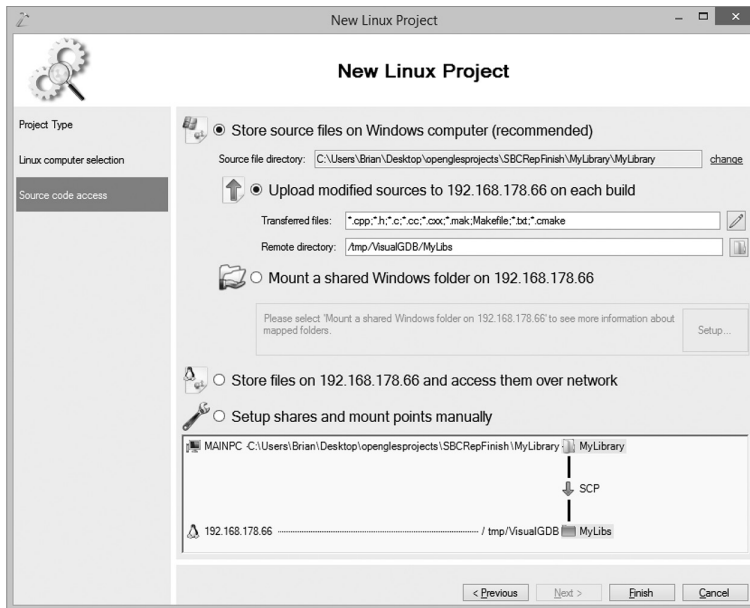 New Linux Project
New Linux Project
Project Type
Linux computer selection
Source code access
Store source files on Windows computer (recommended)
Source file directory: C:\Users\Brian\Desktop\openglesprojects\SBCRepFinish\MyLibrary\MyLibrary change
Upload modified sources to 192.168.178.66 on each build
Transferred files: *.cpp;*.h;*.c;*.cc;*.cxx;*.mak;Makefile;*.txt;*.cmake
Remote directory: /tmp/VisualGDB/MyLibs
Mount a shared Windows folder on 192.168.178.66
Please select 'Mount a shared Windows folder on 192.168.178.66' to see more information about
mapped folders.
Setup...
Store files on 192.168.178.66 and access them over network
Setup shares and mount points manually
MAINPC -C:\Users\Brian\Desktop\openglesprojects\SBCRepFinish\MyLibrary MyLibrary
SCP
192.168.178.66 / tmp/VisualGDB MyLibs
< Previous Next > Finish Cancel